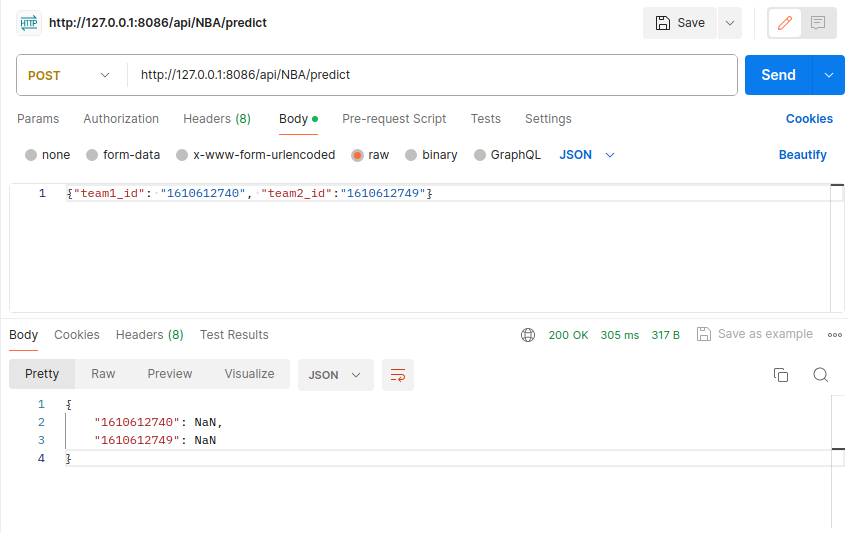 HTTP http://127.0.0.1:8086/api/NBA/predict Save
POST http://127.0.0.1:8086/api/NBA/predict Send
Params Authorization Headers (8) Body Pre-request Script Tests Settings Cookies
none form-data x-www-form-urlencoded raw binary GraphQL JSON Beautify
1 {"team1_id": "1610612740", "team2_id":"1610612749"}
Body Cookies Headers (8) Test Results 200 OK 305 ms 317 B Save as example
Pretty Raw Preview Visualize JSON
1 {
2 "1610612740": NaN,
3 "1610612749": NaN
4 }